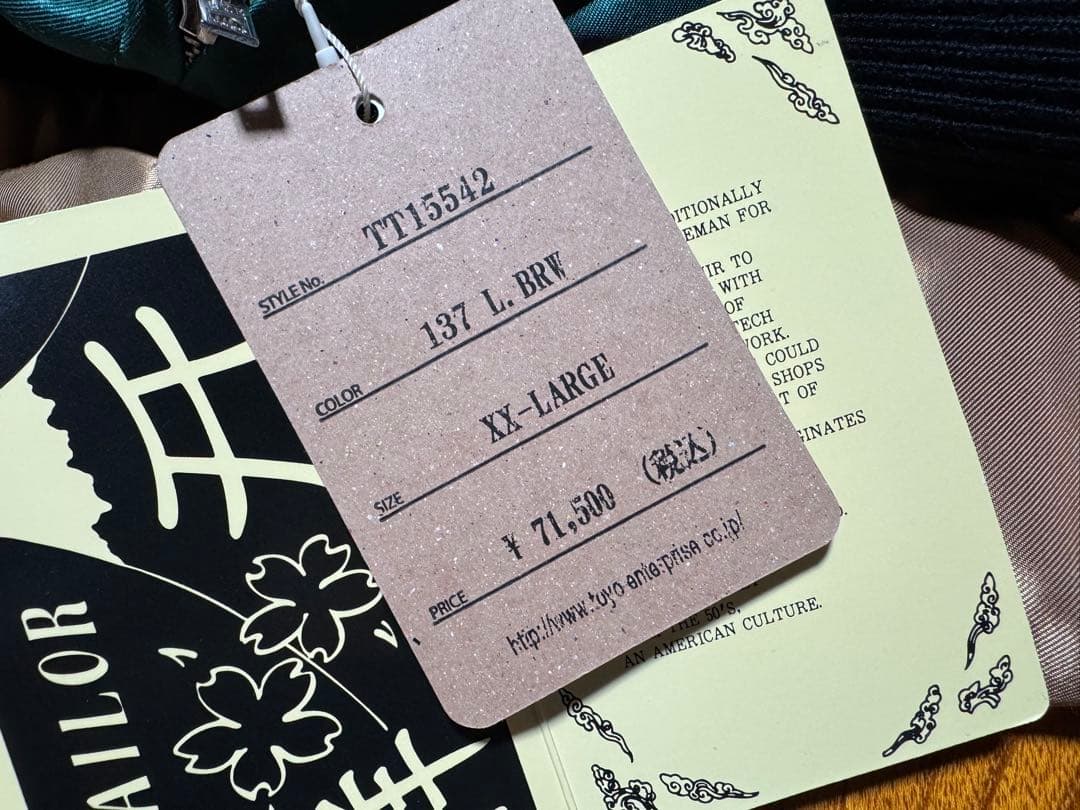 STYLE No. TT15542
COLOR 137 L. BRW
SIZE XX-LARGE
PRICE ¥ 71,500 (税込)
http://www.toyo-enterprise.co.jp/
DITIONALLY
EMAN FOR
IR TO
WITH
OF
TECH
WORK.
COULD
SHOPS
T OF
GINATES
THE 50'S,
AN AMERICAN CULTURE.
AILOR